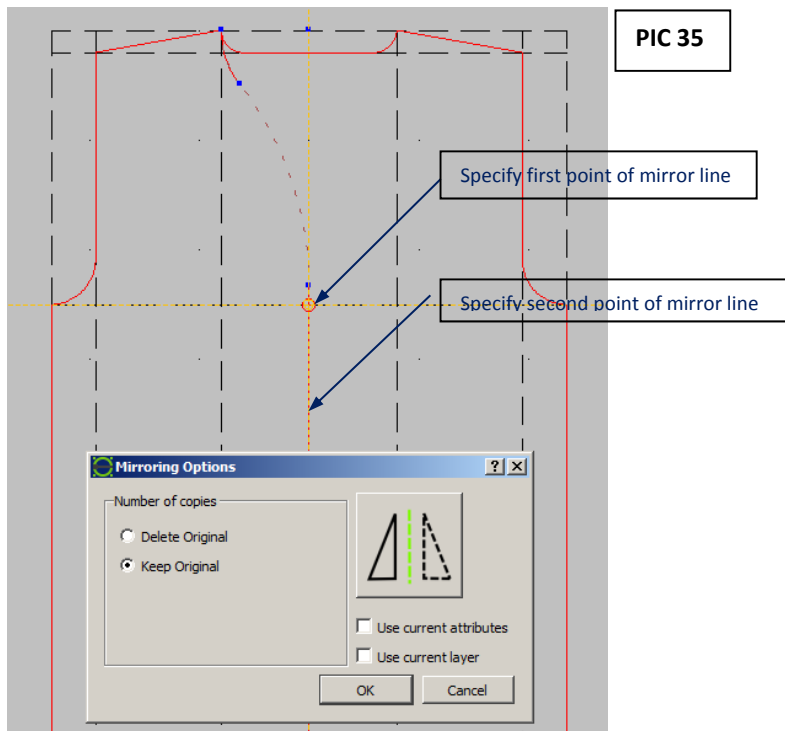 PIC 35
Specify first point of mirror line
Specify second point of mirror line
Mirroring Options
Number of copies
Delete Original
Keep Original
Use current attributes
Use current layer
OK
Cancel